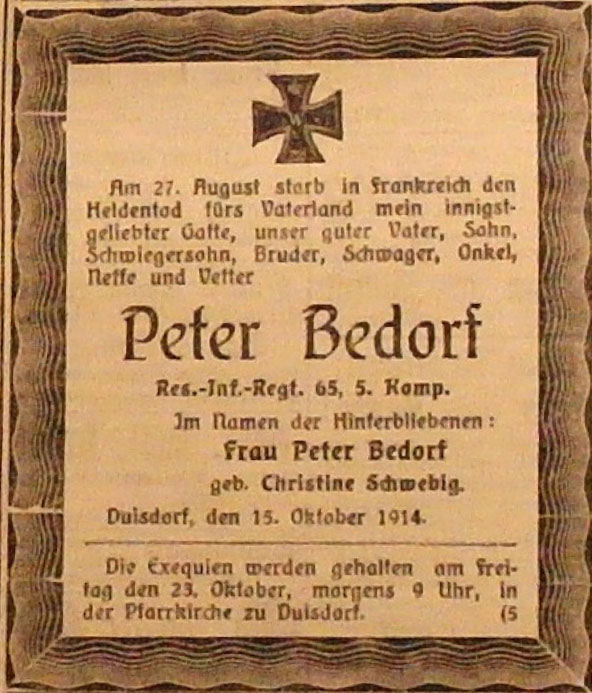 Am 27. August starb in Frankreich den
Heldentod fürs Vaterland mein innigst-
geliebter Gatte, unser guter Vater, Sohn,
Schwiegersohn, Bruder, Schwager, Onkel,
Neffe und Vetter
Peter Bedorf
Res.-Inf.-Regt. 65, 5. Komp.
Im Namen der Hinterbliebenen:
Frau Peter Bedorf
geb. Christine Schwebig.
Duisdorf, den 15. Oktober 1914.
Die Exequien werden gehalten am Frei-
tag den 23. Oktober, morgens 9 Uhr, in
der Pfarrkirche zu Duisdorf. (5